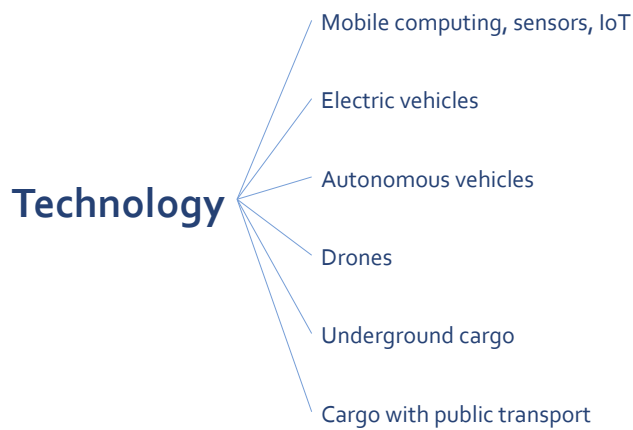 Technology
Mobile computing, sensors, IoT
Electric vehicles
Autonomous vehicles
Drones
Underground cargo
Cargo with public transport